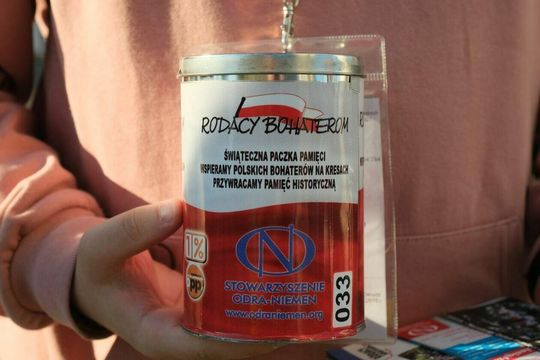 RODACY BOHATEROM
ŚWIĄTECZNA PACZKA PAMIĘCI
WSPIERAMY POLSKICH BOHATERÓW NA KRESACH
PRZYWRACAMY PAMIĘĆ HISTORYCZNĄ
1%
OPP
ON
STOWARZYSZENIE
ODRA-NIEMEN
www.odraniemen.org
033